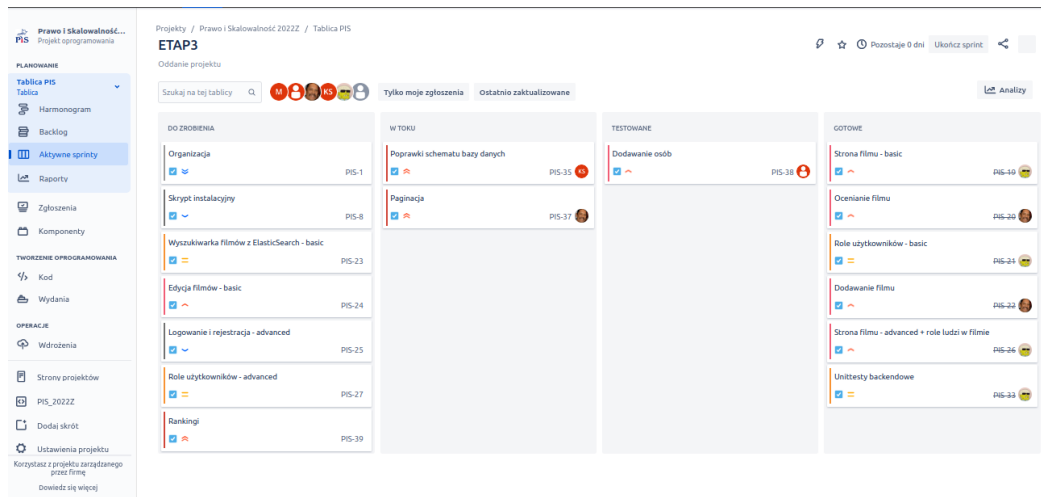 Prawo i Skalowalność...
PIS
Projekt oprogramowania
PLANOWANIE
Tablica PIS
Tablica
Harmonogram
Backlog
Aktywne sprinty
Raporty
Zgłoszenia
Komponenty
TWORZENIE OPROGRAMOWANIA
Kod
Wydania
OPERACJE
Wdrożenia
Strony projektów
PIS_2022Z
Dodaj skrót
Ustawienia projektu
Korzystasz z projektu zarządzanego
przez firmę
Dowiedz się więcej
Projekty / Prawo i Skalowalność 2022Z / Tablica PIS
ETAP3
Pozostaje 0 dni
Ukończ sprint
Oddanie projektu
Szukaj na tej tablicy
M
KS
Tylko moje zgłoszenia
Ostatnio zaktualizowane
Analizy
DO ZROBIENIA
Organizacja
PIS-1
Skrypt instalacyjny
PIS-8
Wyszukiwarka filmów z ElasticSearch - basic
PIS-23
Edycja filmów - basic
PIS-24
Logowanie i rejestracja - advanced
PIS-25
Role użytkowników - advanced
PIS-27
Rankingi
PIS-39
W TOKU
Poprawki schematu bazy danych
PIS-35
KS
Paginacja
PIS-37
TESTOWANE
Dodawanie osób
PIS-38
GOTOWE
Strona filmu - basic
PIS-19
Ocenianie filmu
PIS-20
Role użytkowników - basic
PIS-21
Dodawanie filmu
PIS-22
Strona filmu - advanced + role ludzi w filmie
PIS-26
Unittesty backendowe
PIS-33